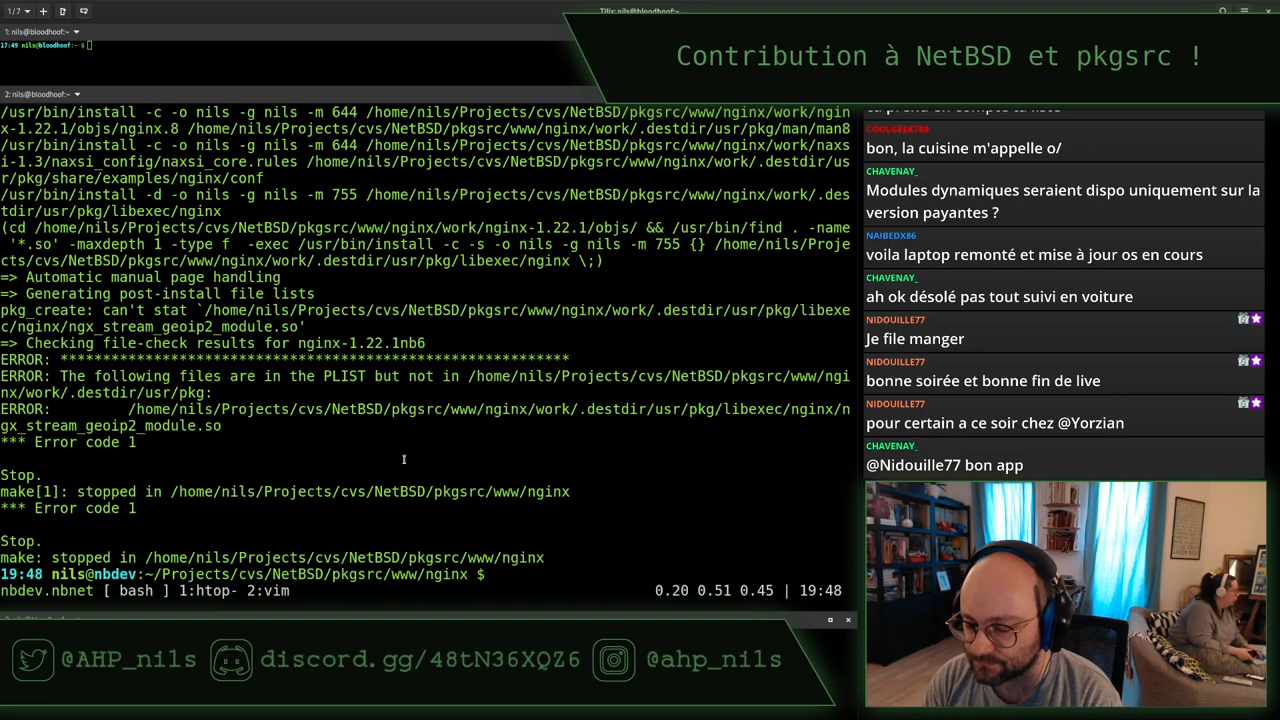 1/7
Tilix: nils@bloodhoof:~
1: nils@bloodhoof:~
17:49 nils@bloodhoof:~ $
2: nils@bloodhoof:~
/usr/bin/install -c -o nils -g nils -m 644 /home/nils/Projects/cvs/NetBSD/pkgsrc/www/nginx/work/ngin
x-1.22.1/objs/nginx.8 /home/nils/Projects/cvs/NetBSD/pkgsrc/www/nginx/work/.destdir/usr/pkg/man/man8
/usr/bin/install -c -o nils -g nils -m 644 /home/nils/Projects/cvs/NetBSD/pkgsrc/www/nginx/work/naxs
i-1.3/naxsi_config/naxsi_core.rules /home/nils/Projects/cvs/NetBSD/pkgsrc/www/nginx/work/.destdir/us
r/pkg/share/examples/nginx/conf
/usr/bin/install -d -o nils -g nils -m 755 /home/nils/Projects/cvs/NetBSD/pkgsrc/www/nginx/work/.des
tdir/usr/pkg/libexec/nginx
(cd /home/nils/Projects/cvs/NetBSD/pkgsrc/www/nginx/work/nginx-1.22.1/objs/ && /usr/bin/find . -name
 '*.so' -maxdepth 1 -type f  -exec /usr/bin/install -c -s -o nils -g nils -m 755 {} /home/nils/Proje
cts/cvs/NetBSD/pkgsrc/www/nginx/work/.destdir/usr/pkg/libexec/nginx \;)
=> Automatic manual page handling
=> Generating post-install file lists
pkg_create: can't stat `/home/nils/Projects/cvs/NetBSD/pkgsrc/www/nginx/work/.destdir/usr/pkg/libexe
c/nginx/ngx_stream_geoip2_module.so'
=> Checking file-check results for nginx-1.22.1nb6
ERROR: ************************************************************
ERROR: The following files are in the PLIST but not in /home/nils/Projects/cvs/NetBSD/pkgsrc/www/ngi
nx/work/.destdir/usr/pkg:
ERROR:         /home/nils/Projects/cvs/NetBSD/pkgsrc/www/nginx/work/.destdir/usr/pkg/libexec/nginx/n
gx_stream_geoip2_module.so
*** Error code 1
Stop.
make[1]: stopped in /home/nils/Projects/cvs/NetBSD/pkgsrc/www/nginx
*** Error code 1
Stop.
make: stopped in /home/nils/Projects/cvs/NetBSD/pkgsrc/www/nginx
19:48 nils@nbdev:~/Projects/cvs/NetBSD/pkgsrc/www/nginx $
nbdev.nbnet [ bash ] 1:htop- 2:vim 0.20 0.51 0.45 | 19:48
Contribution à NetBSD et pkgsrc !
COOLGEEK789
bon, la cuisine m'appelle o/
CHAVENAY_
Modules dynamiques seraient dispo uniquement sur la
version payantes ?
NAIBEDX86
voila laptop remonté et mise à jour os en cours
CHAVENAY_
ah ok désolé pas tout suivi en voiture
NIDOUILLE77
Je file manger
NIDOUILLE77
bonne soirée et bonne fin de live
NIDOUILLE77
pour certain a ce soir chez @Yorzian
CHAVENAY_
@Nidouille77 bon app
@AHP_nils
discord.gg/48tN36XQZ6
@ahp_nils